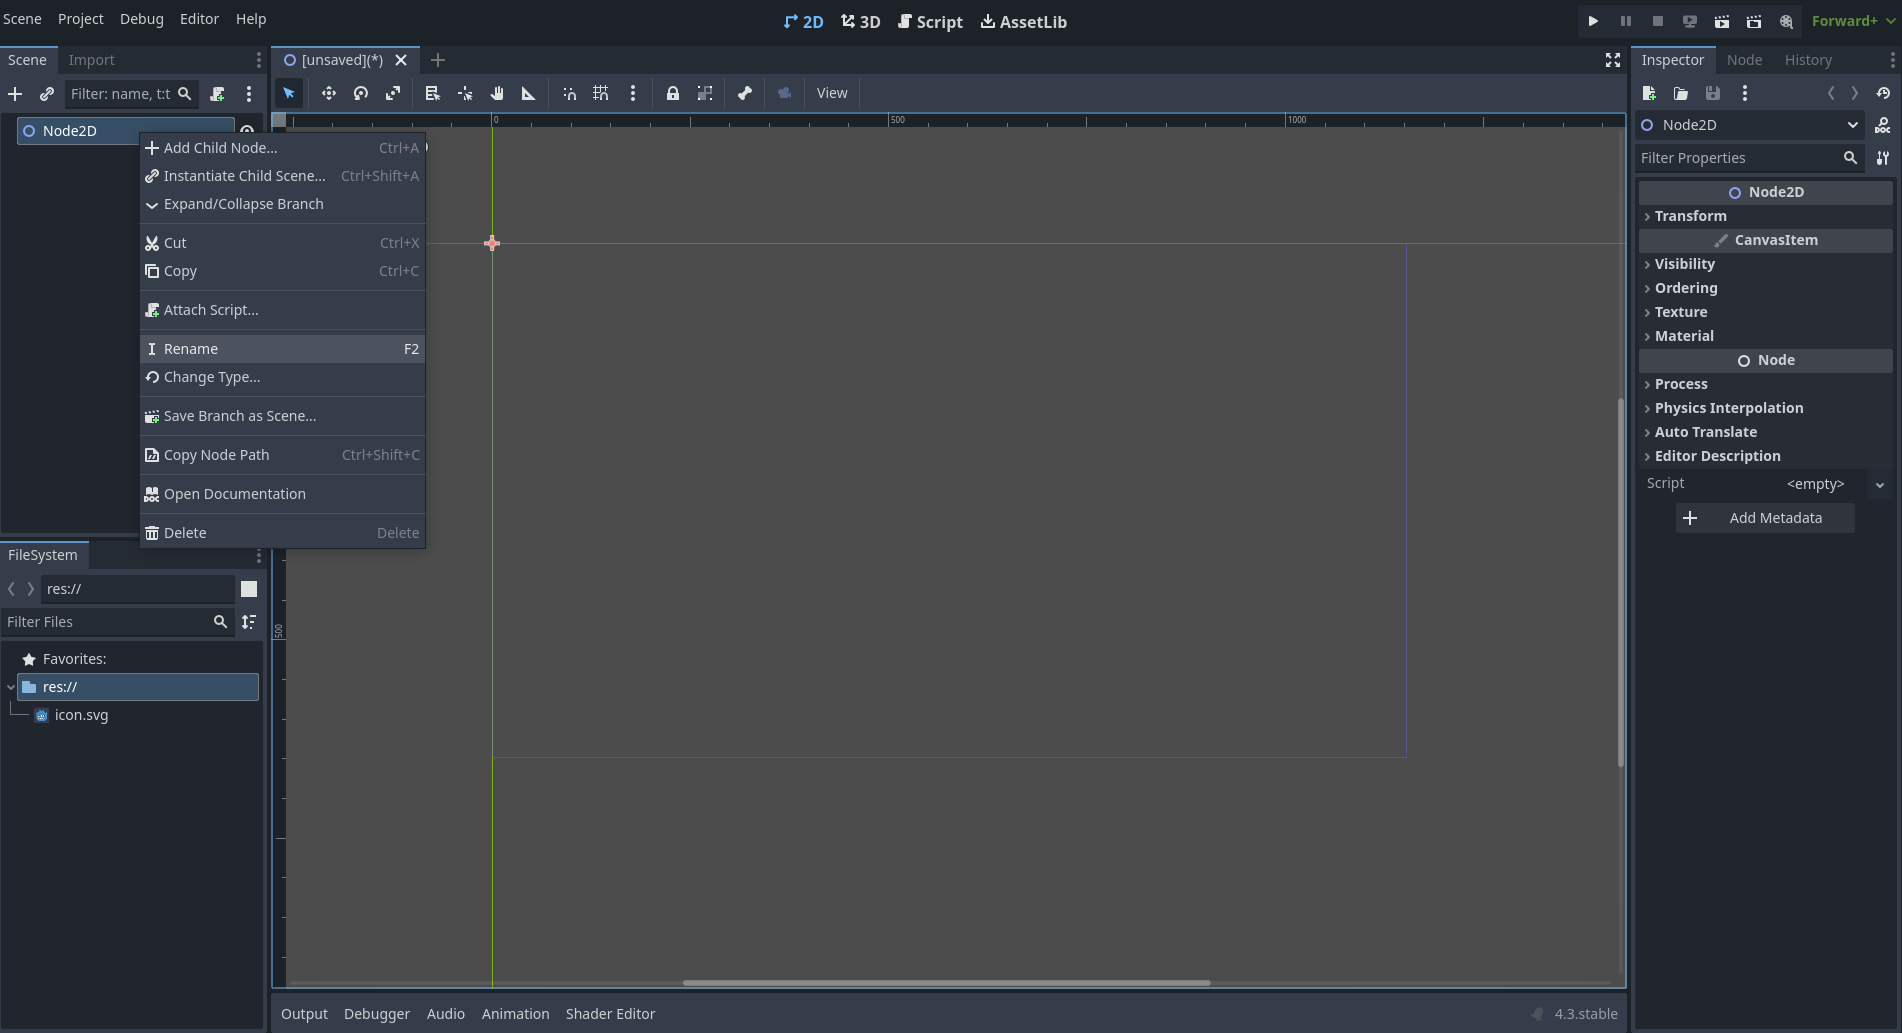 Scene Project Debug Editor Help
2D 3D Script AssetLib
Forward+
Scene Import
Filter: name, t:t
Node2D
Add Child Node... Ctrl+A
Instantiate Child Scene... Ctrl+Shift+A
Expand/Collapse Branch
Cut Ctrl+X
Copy Ctrl+C
Attach Script...
Rename F2
Change Type...
Save Branch as Scene...
Copy Node Path Ctrl+Shift+C
Open Documentation
Delete Delete
FileSystem
res://
Filter Files
Favorites:
res://
icon.svg
[unsaved](*)
View
0 500 1000
500
Output Debugger Audio Animation Shader Editor
4.3.stable
Inspector Node History
Node2D
DOC
Filter Properties
Node2D
Transform
CanvasItem
Visibility
Ordering
Texture
Material
Node
Process
Physics Interpolation
Auto Translate
Editor Description
Script <empty>
Add Metadata